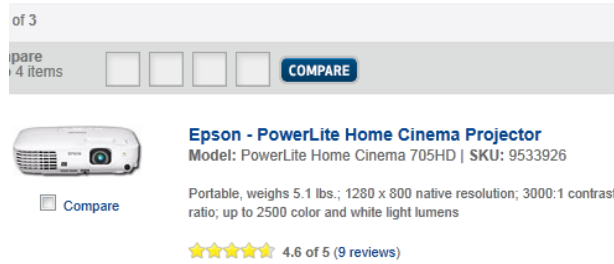 of 3
pare
4 items
COMPARE
Epson - PowerLite Home Cinema Projector
Model: PowerLite Home Cinema 705HD | SKU: 9533926
Portable, weighs 5.1 lbs.; 1280 x 800 native resolution; 3000:1 contrast
ratio; up to 2500 color and white light lumens
Compare
4.6 of 5 (9 reviews)